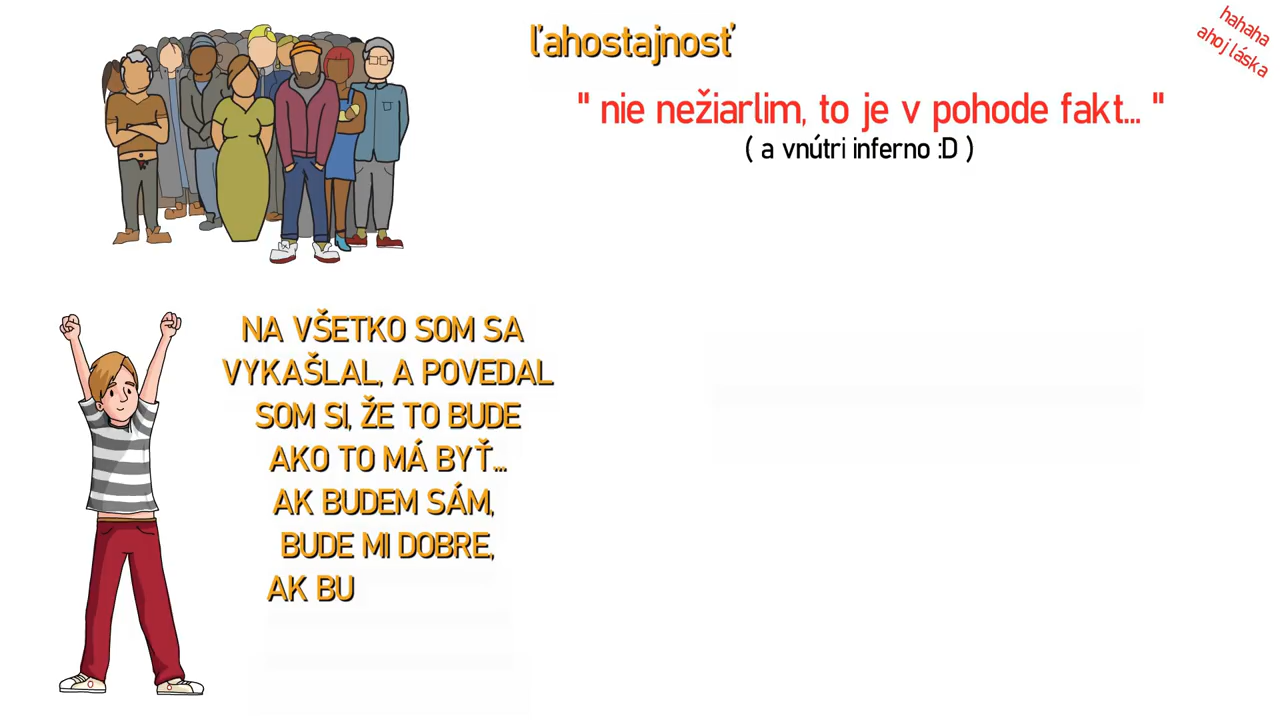 ľahostajnosť
hahaha
ahoj láska
" nie nežiarlim, to je v pohode fakt... "
( a vnútri inferno :D )
NA VŠETKO SOM SA
VYKAŠLAL, A POVEDAL
SOM SI, ŽE TO BUDE
AKO TO MÁ BYŤ...
AK BUDEM SÁM,
BUDE MI DOBRE,
AK BU